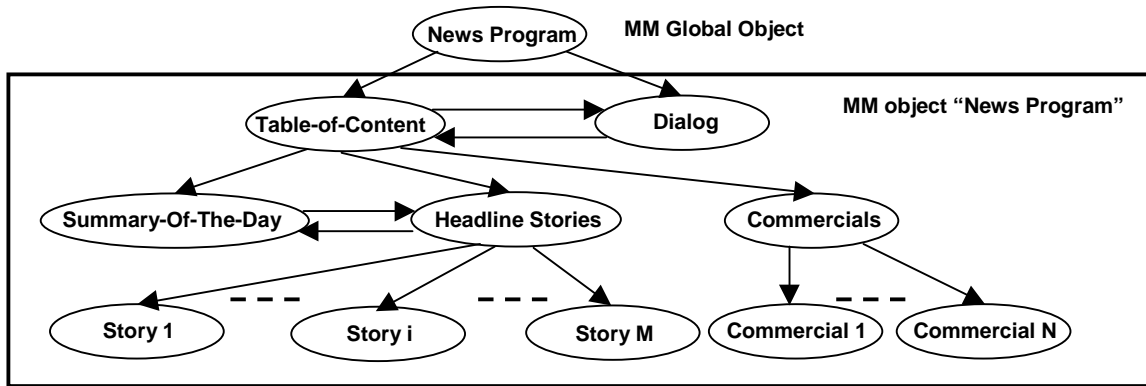 News Program
MM Global Object
MM object “News Program”
Table-of-Content
Dialog
Summary-Of-The-Day
Headline Stories
Commercials
Story 1
Story i
Story M
Commercial 1
Commercial N